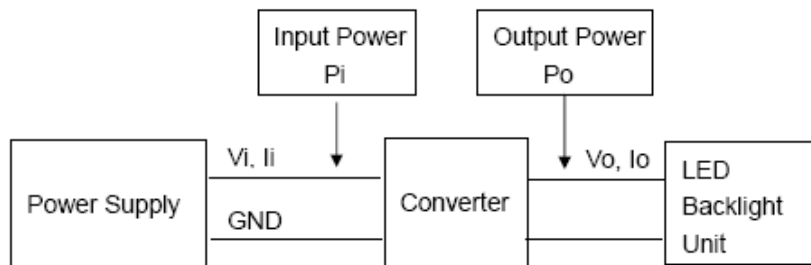 Input Power
Pi
Output Power
Po
Vi, Ii
Vo, Io
Power Supply
GND
Converter
LED
Backlight
Unit